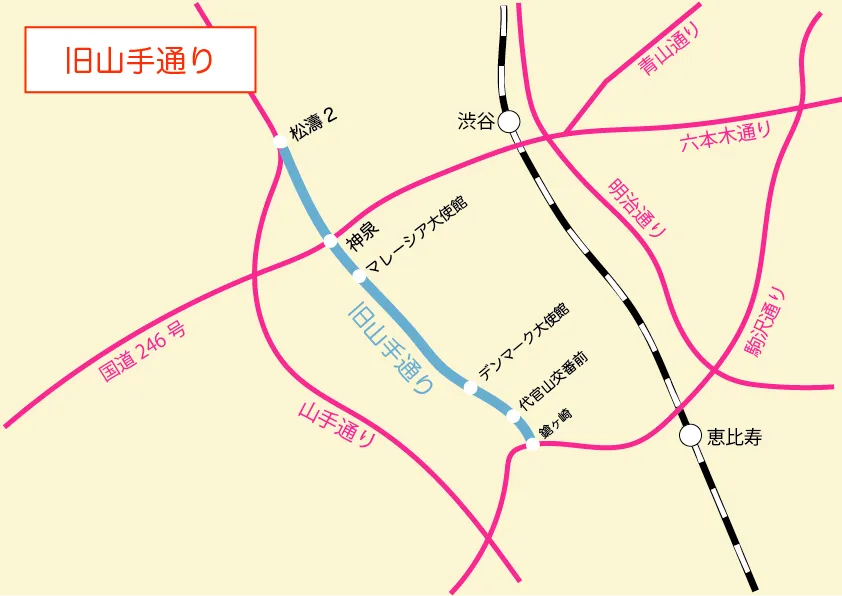 旧山手通り
松濤2
渋谷
青山通り
六本木通り
明治通り
神泉
マレーシア大使館
駒沢通り
国道246号
旧山手通り
デンマーク大使館
代官山交番前
鎗ヶ崎
山手通り
恵比寿